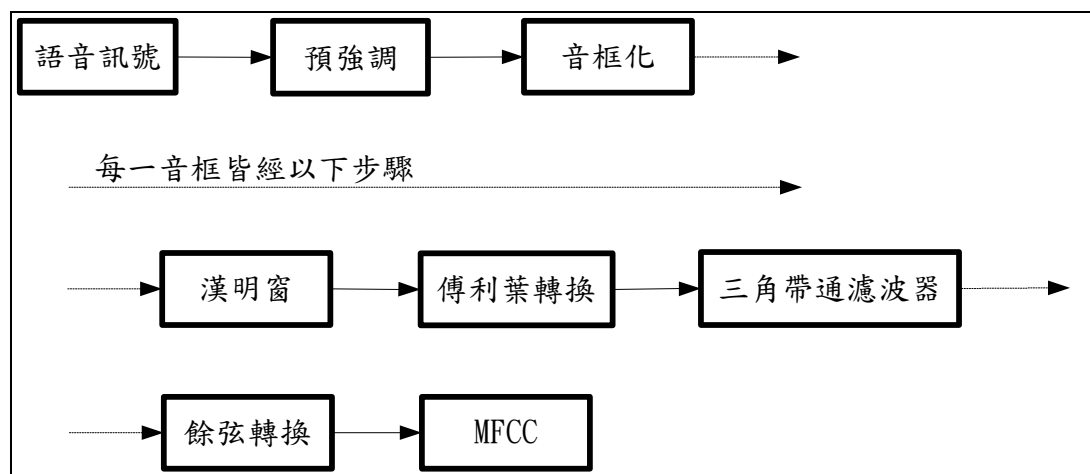 語音訊號
預強調
音框化
每一音框皆經以下步驟
漢明窗
傅利葉轉換
三角帶通濾波器
餘弦轉換
MFCC